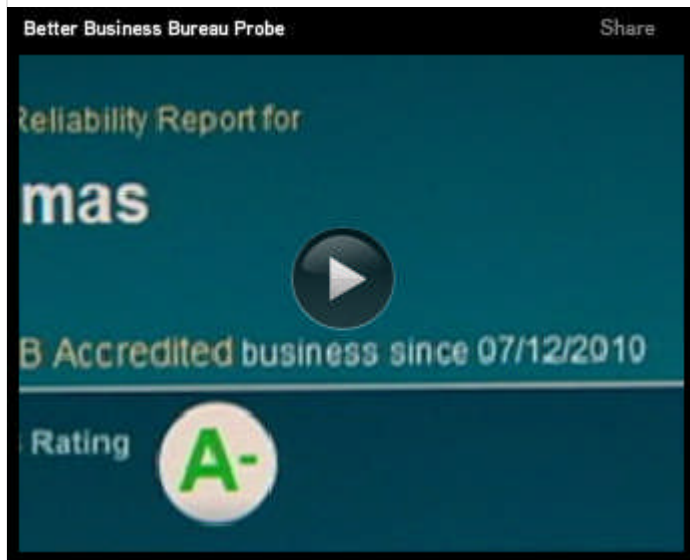 Better Business Bureau Probe
Share
Reliability Report for
mas
B Accredited business since 07/12/2010
s Rating
A-